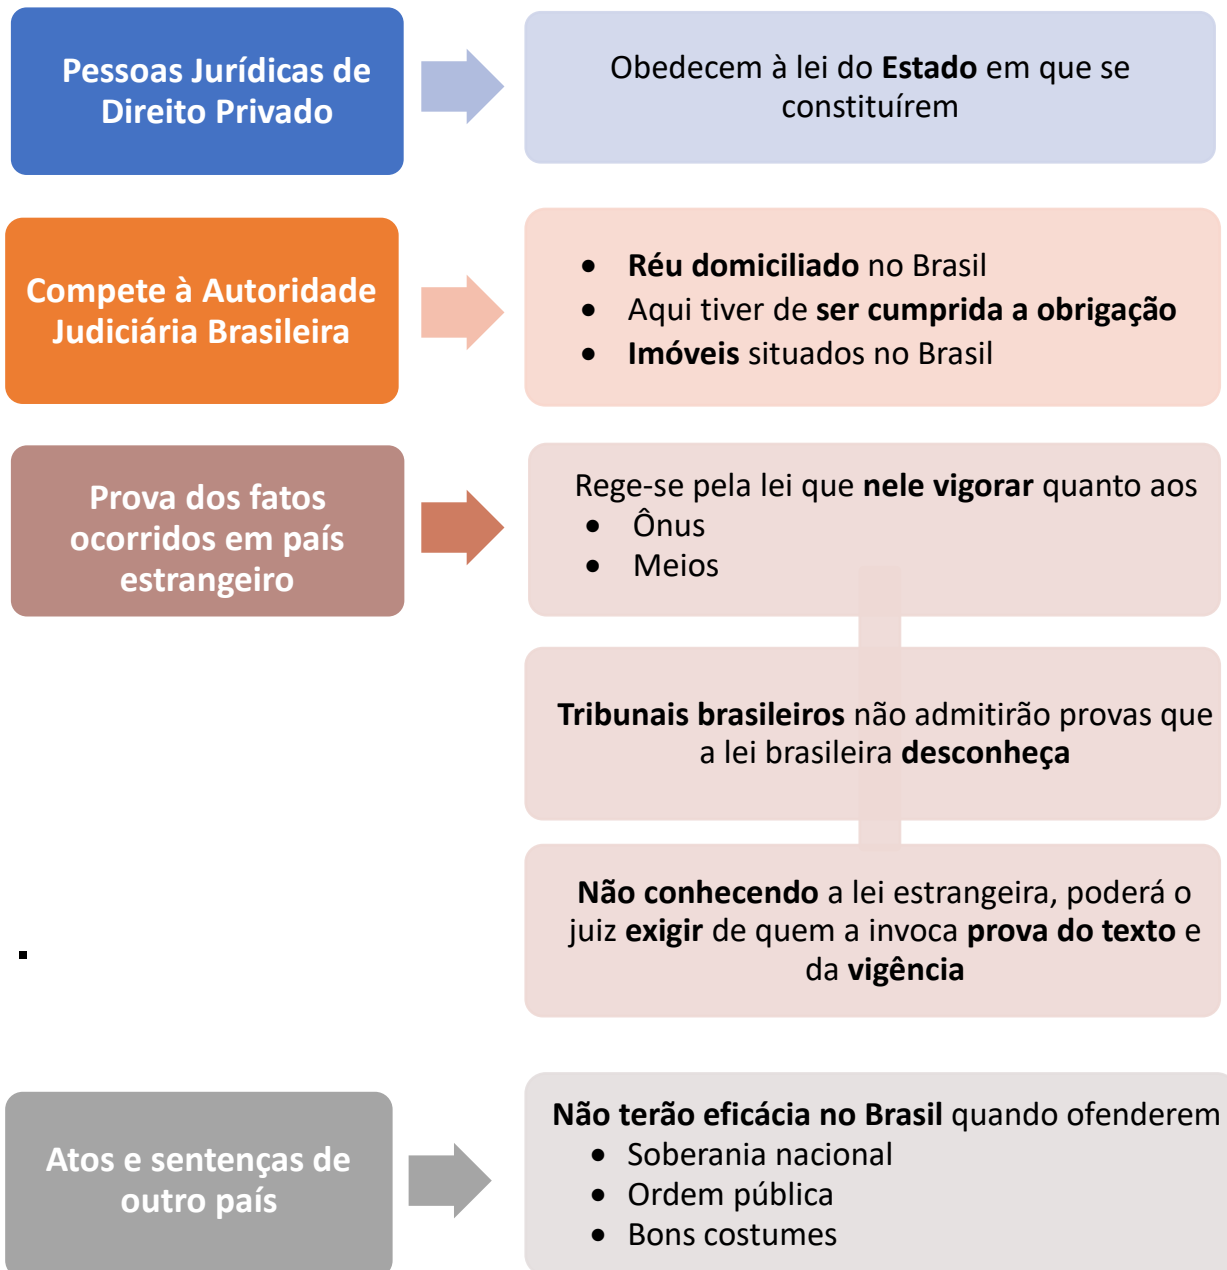 Pessoas Jurídicas de
Direito Privado
Obedecem à lei do Estado em que se
constituírem
Compete à Autoridade
Judiciária Brasileira
• Réu domiciliado no Brasil
• Aqui tiver de ser cumprida a obrigação
• Imóveis situados no Brasil
Prova dos fatos
ocorridos em país
estrangeiro
Rege-se pela lei que nele vigorar quanto aos
• Ônus
• Meios
Tribunais brasileiros não admitirão provas que
a lei brasileira desconheça
Não conhecendo a lei estrangeira, poderá o
juiz exigir de quem a invoca prova do texto e
da vigência
Atos e sentenças de
outro país
Não terão eficácia no Brasil quando ofenderem
• Soberania nacional
• Ordem pública
• Bons costumes